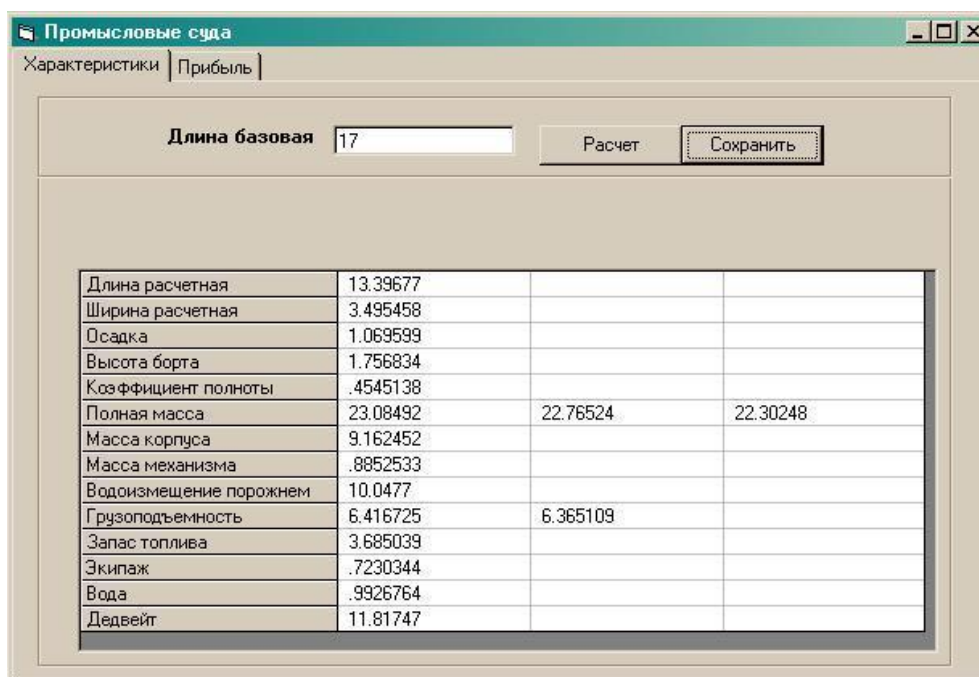 Промысловые суда
Характеристики Прибыль
Длина базовая 17 Расчет Сохранить
Длина расчетная 13.39677
Ширина расчетная 3.495458
Осадка 1.069599
Высота борта 1.756834
Коэффициент полноты .4545138
Полная масса 23.08492 22.76524 22.30248
Масса корпуса 9.162452
Масса механизма .8852533
Водоизмещение порожнем 10.0477
Грузоподъемность 6.416725 6.365109
Запас топлива 3.685039
Экипаж .7230344
Вода .9926764
Дедвейт 11.81747